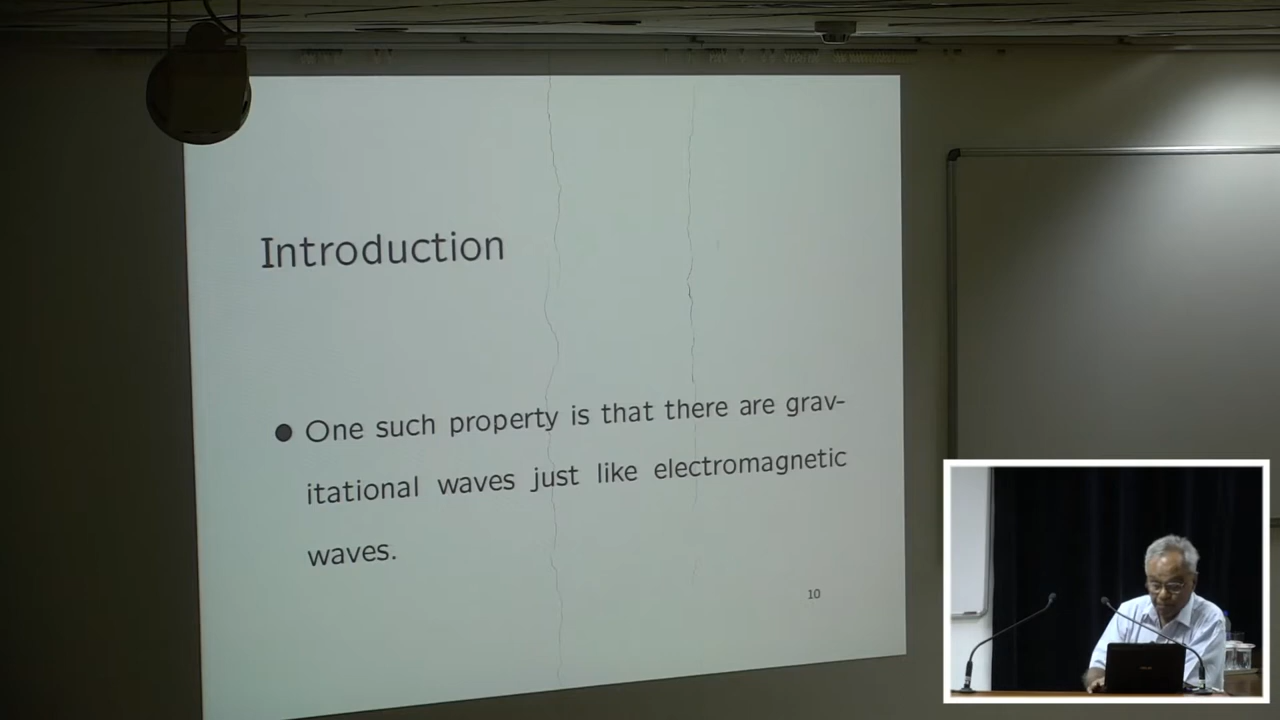 Introduction
● One such property is that there are grav-
itational waves just like electromagnetic
waves.
10